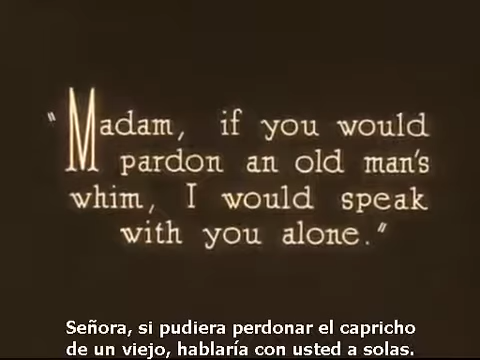 "Madam, if you would
pardon an old man's
whim, I would speak
with you alone."
Señora, si pudiera perdonar el capricho
de un viejo, hablaría con usted a solas.